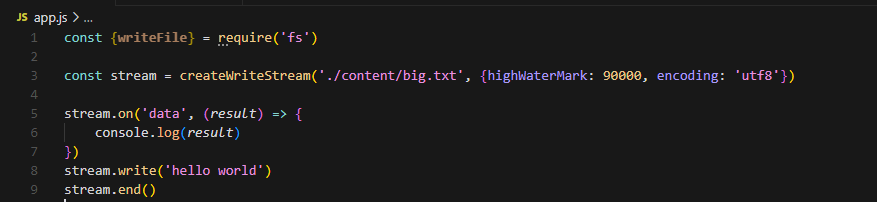 JS app.js > ...
1 const {writeFile} = require('fs')
2
3 const stream = createWriteStream('./content/big.txt', {highWaterMark: 90000, encoding: 'utf8'})
4
5 stream.on('data', (result) => {
6     console.log(result)
7 })
8 stream.write('hello world')
9 stream.end()